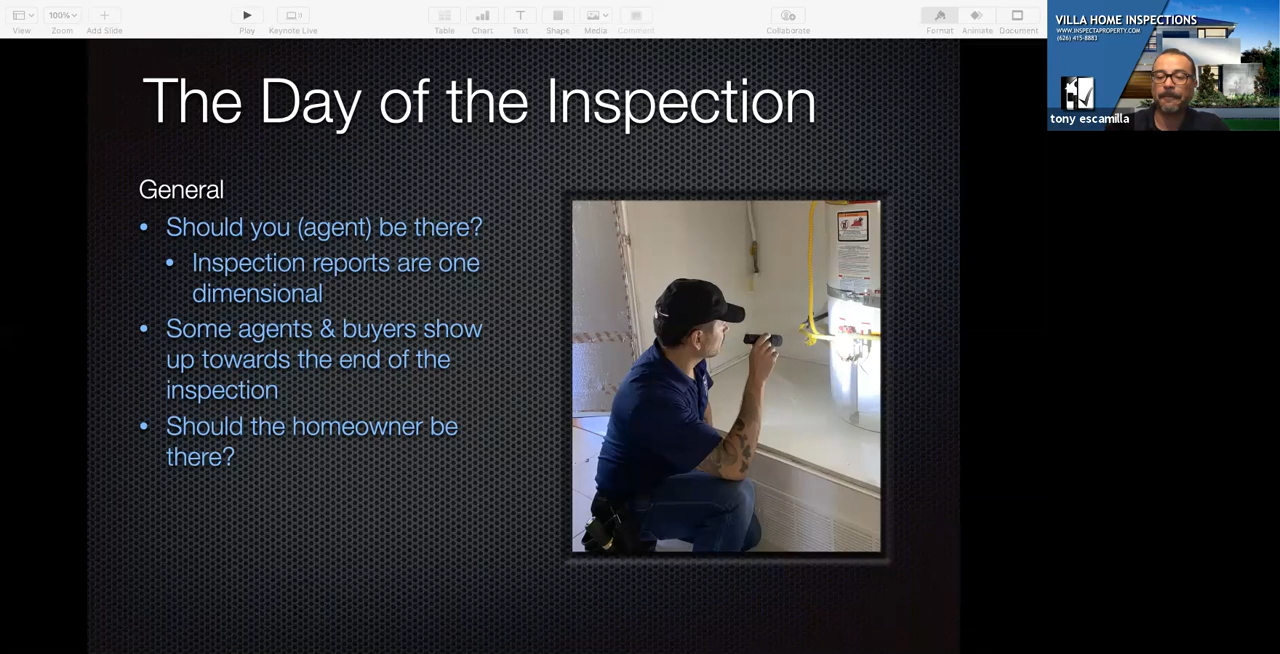 100%
View
Zoom
Add Slide
Play
Keynote Live
Table
Chart
Text
Shape
Media
Comment
Collaborate
Format
Animate
Document
VILLA HOME INSPECTIONS
WWW.INSPECTAPROPERTY.COM
(626) 415-8883
tony escamilla
The Day of the Inspection
General
• Should you (agent) be there?
• Inspection reports are one
dimensional
• Some agents & buyers show
up towards the end of the
inspection
• Should the homeowner be
there?